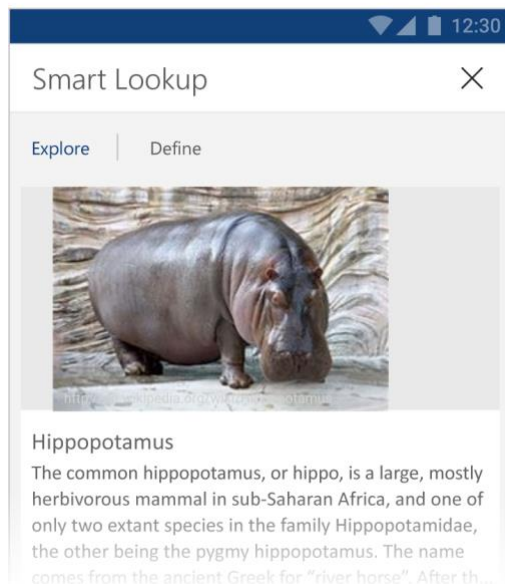 12:30
Smart Lookup
Explore
Define
Hippopotamus
The common hippopotamus, or hippo, is a large, mostly
herbivorous mammal in sub-Saharan Africa, and one of
only two extant species in the family Hippopotamidae,
the other being the pygmy hippopotamus. The name
comes from the ancient Greek for "river horse". After th...